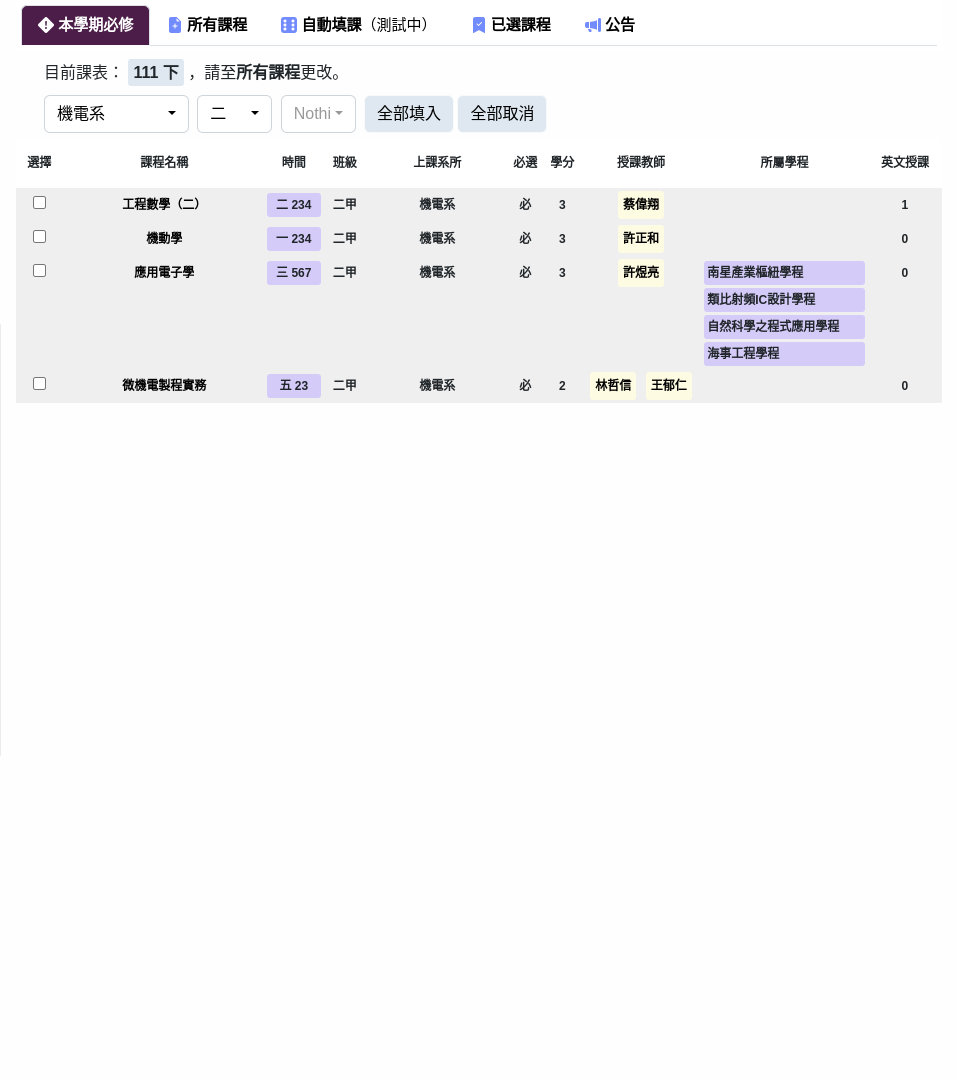 本學期必修 所有課程 自動填課（測試中） 已選課程 公告
目前課表： 111 下 ，請至所有課程更改。
機電系 二 Nothi 全部填入 全部取消
選擇 課程名稱 時間 班級 上課系所 必選 學分 授課教師 所屬學程 英文授課
工程數學（二） 二 234 二甲 機電系 必 3 蔡偉翔 1
機動學 一 234 二甲 機電系 必 3 許正和 0
應用電子學 三 567 二甲 機電系 必 3 許煜亮 南星產業樞紐學程 0
類比射頻IC設計學程
自然科學之程式應用學程
海事工程學程
微機電製程實務 五 23 二甲 機電系 必 2 林哲信 王郁仁 0